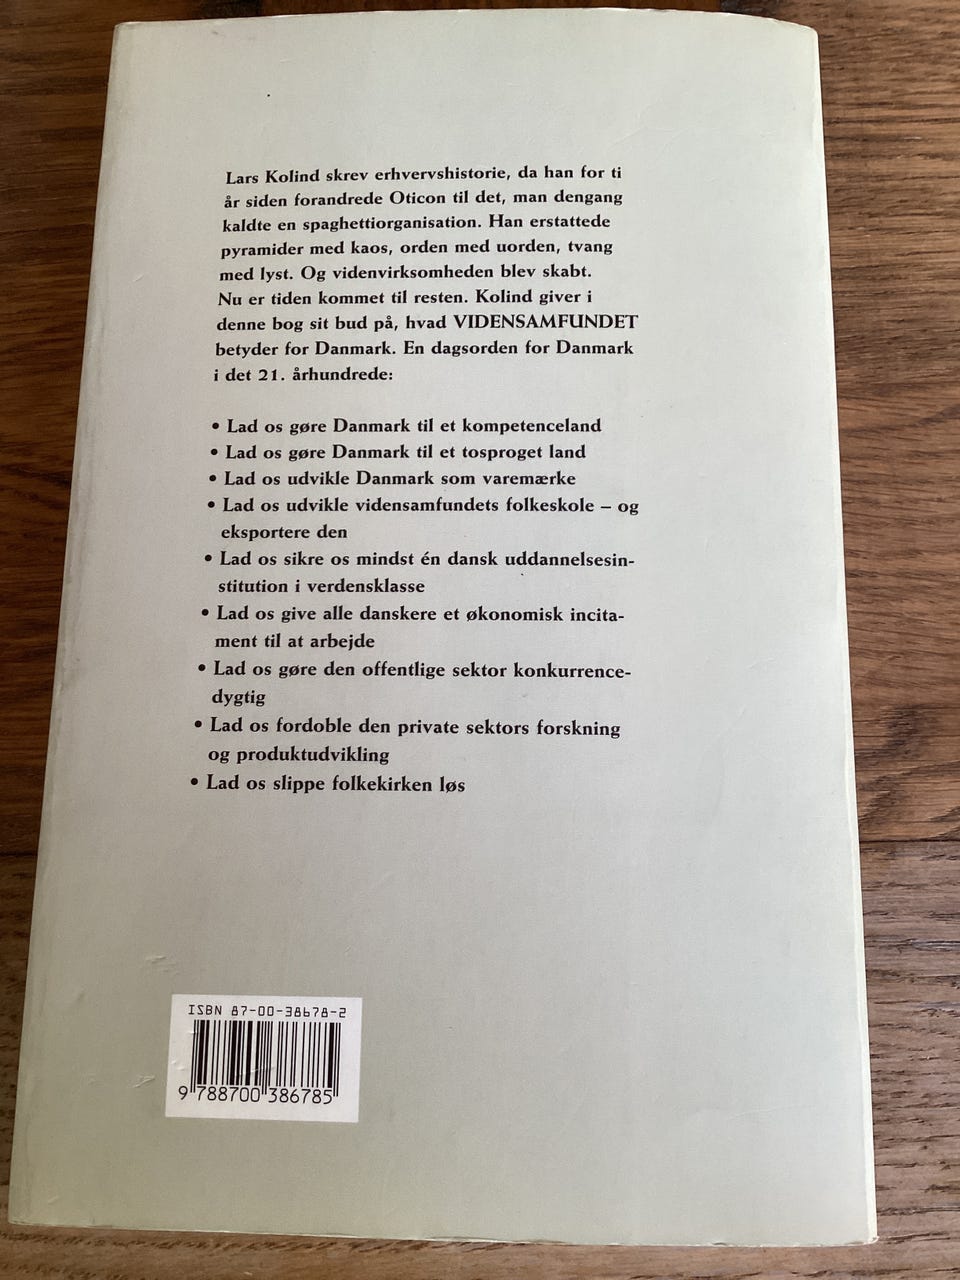 Lars Kolind skrev erhvervshistorie, da han for ti
år siden forandrede Oticon til det, man dengang
kaldte en spaghettiorganisation. Han erstattede
pyramider med kaos, orden med uorden, tvang
med lyst. Og videnvirksomheden blev skabt.
Nu er tiden kommet til resten. Kolind giver i
denne bog sit bud på, hvad VIDENSAMFUNDET
betyder for Danmark. En dagsorden for Danmark
i det 21. århundrede:
• Lad os gøre Danmark til et kompetenceland
• Lad os gøre Danmark til et tosproget land
• Lad os udvikle Danmark som varemærke
• Lad os udvikle vidensamfundets folkeskole – og
eksportere den
• Lad os sikre os mindst én dansk uddannelsesin-
stitution i verdensklasse
• Lad os give alle danskere et økonomisk incita-
ment til at arbejde
• Lad os gøre den offentlige sektor konkurrence-
dygtig
• Lad os fordoble den private sektors forskning
og produktudvikling
• Lad os slippe folkekirken løs
ISBN 87-00-38678-2
9 788700 386785